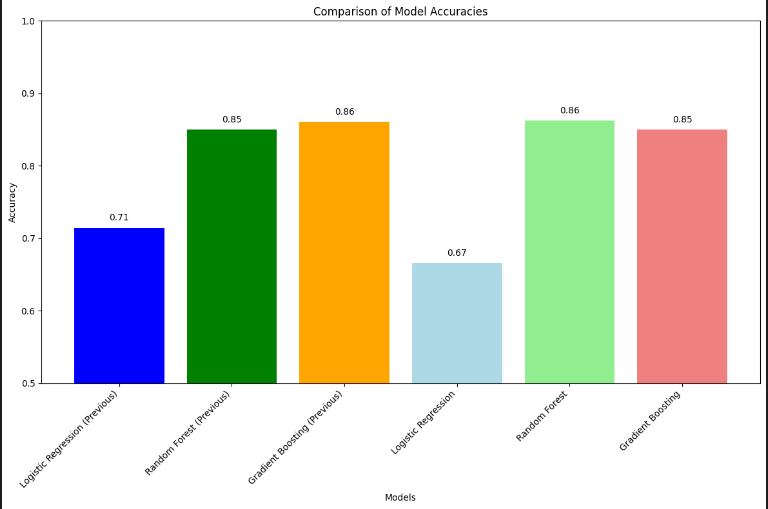 Comparison of Model Accuracies
1.0
0.9
0.8
0.7
0.6
0.5
Accuracy
0.71
0.85
0.86
0.67
0.86
0.85
Logistic Regression (Previous)
Random Forest (Previous)
Gradient Boosting (Previous)
Logistic Regression
Random Forest
Gradient Boosting
Models